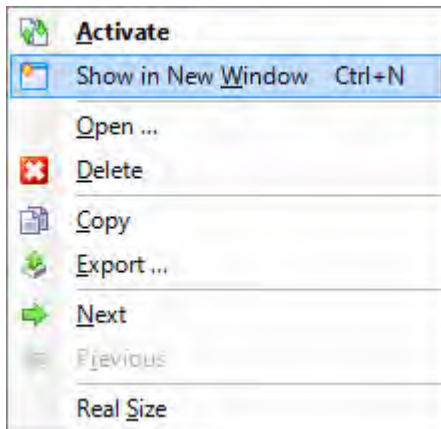 Activate
Show in New Window Ctrl+N
Open ...
Delete
Copy
Export ...
Next
Previous
Real Size